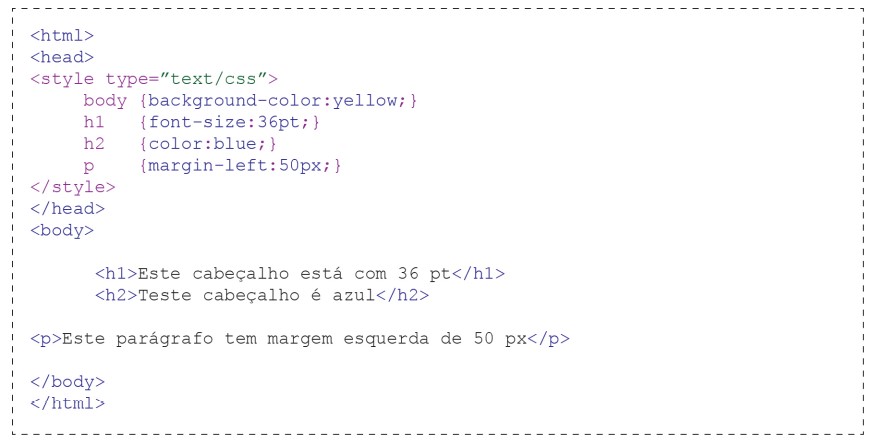 <html>
<head>
<style type=”text/css”>
body {background-color:yellow;}
h1 {font-size:36pt;}
h2 {color:blue;}
p {margin-left:50px;}
</style>
</head>
<body>
<h1>Este cabeçalho está com 36 pt</h1>
<h2>Teste cabeçalho é azul</h2>
<p>Este parágrafo tem margem esquerda de 50 px</p>
</body>
</html>